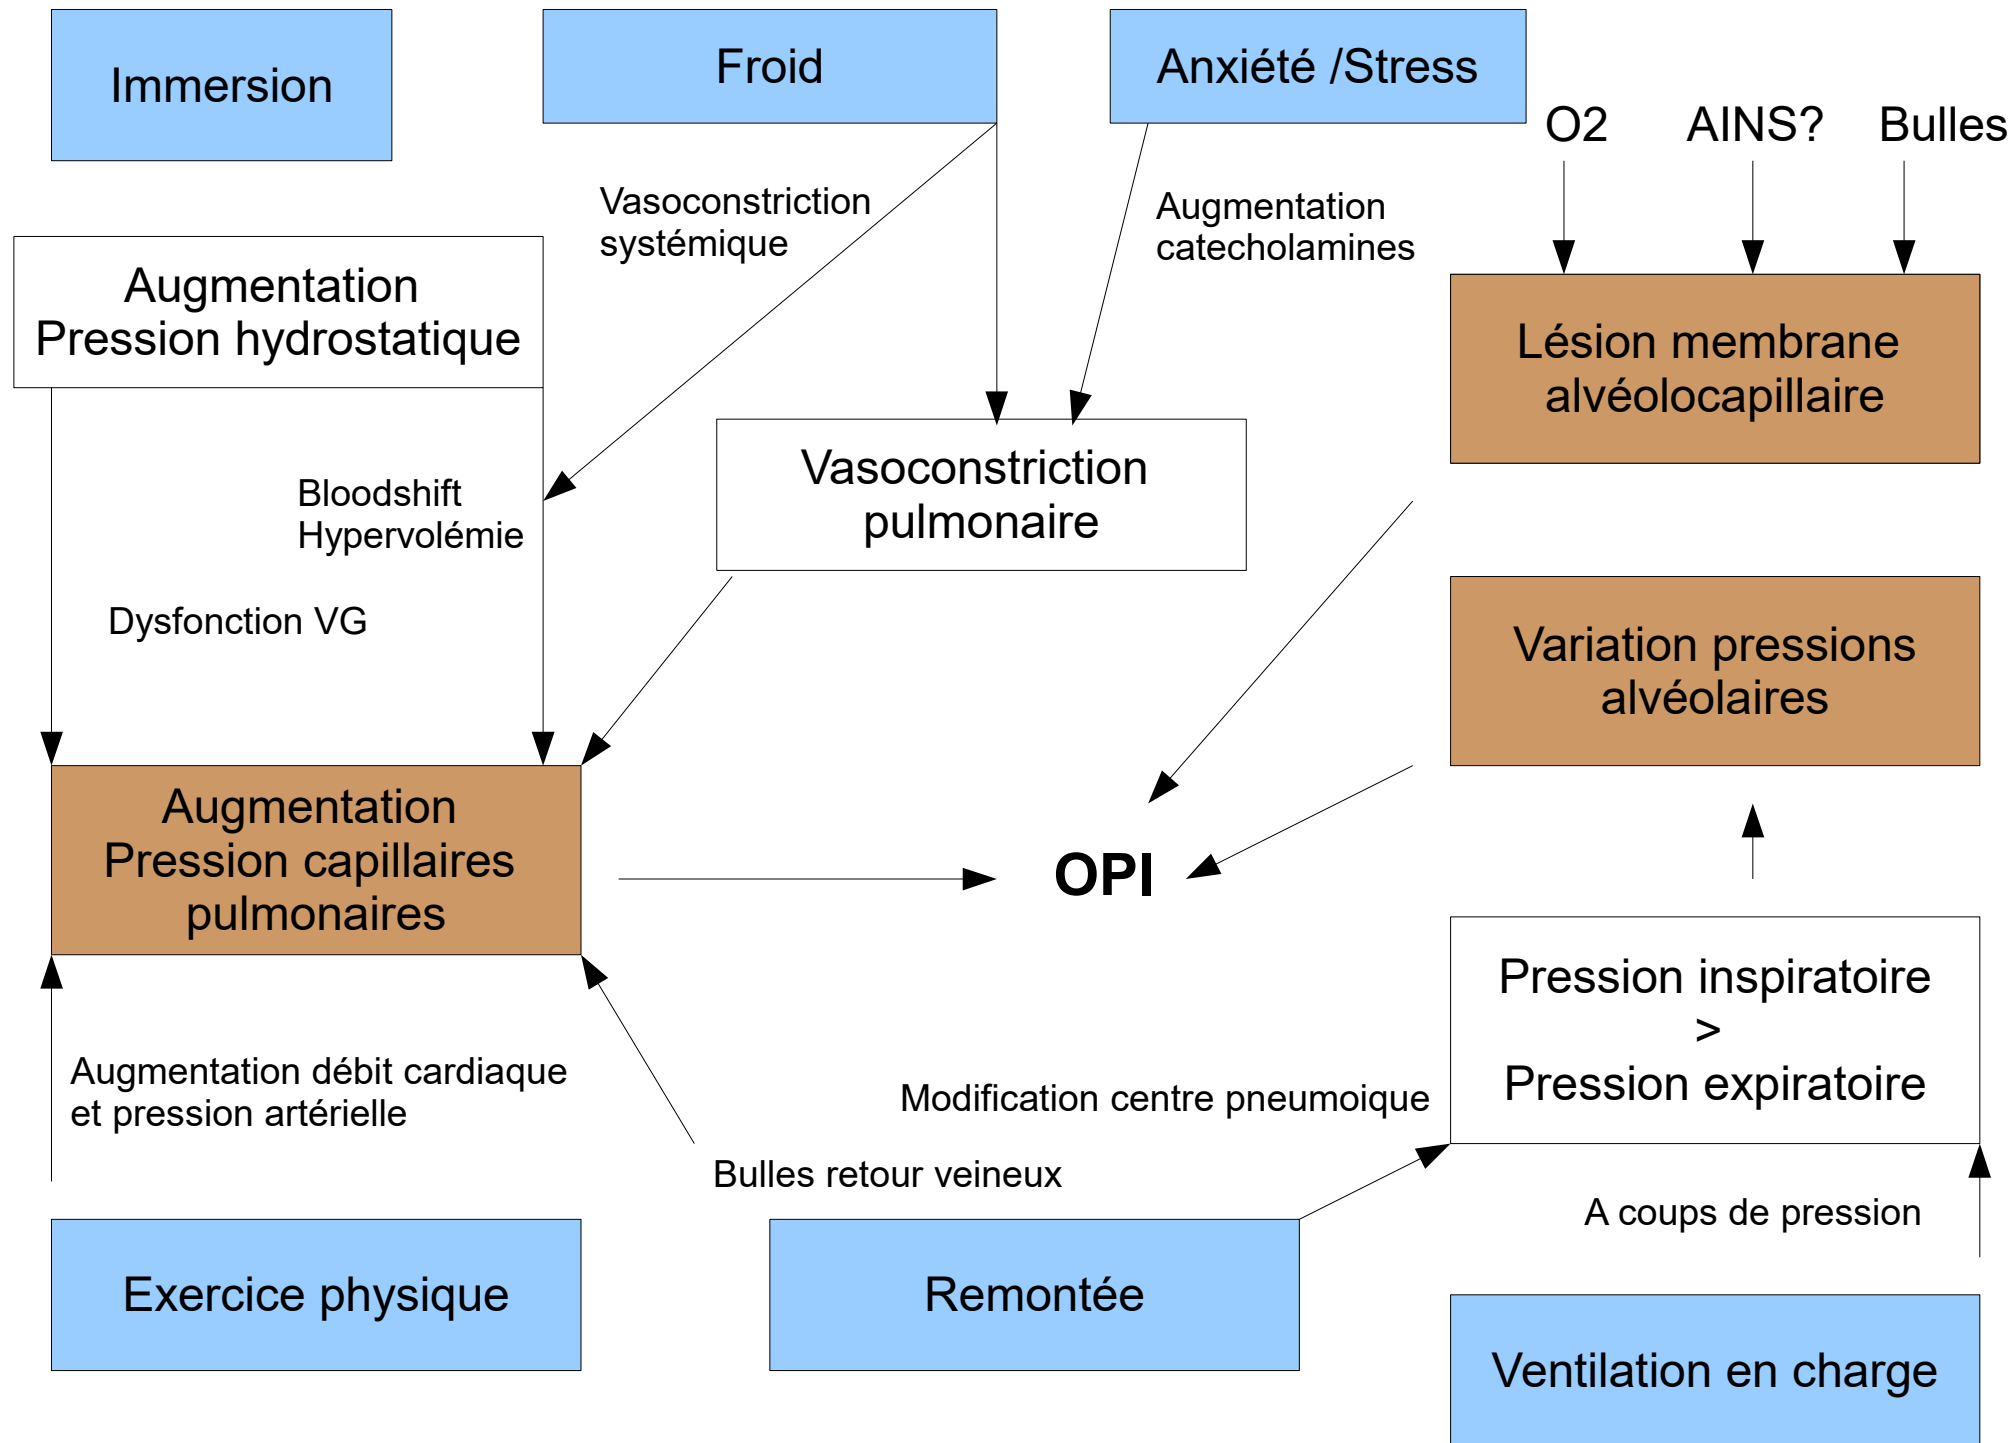 Immersion
Froid
Anxiété /Stress
O2
AINS?
Bulles
Vasoconstriction
systémique
Augmentation
catecholamines
Augmentation
Pression hydrostatique
Lésion membrane
alvéolocapillaire
Vasoconstriction
pulmonaire
Bloodshift
Hypervolémie
Dysfonction VG
Variation pressions
alvéolaires
Augmentation
Pression capillaires
pulmonaires
OPI
Pression inspiratoire
>
Pression expiratoire
Augmentation débit cardiaque
et pression artérielle
Modification centre pneumoique
Bulles retour veineux
A coups de pression
Exercice physique
Remontée
Ventilation en charge